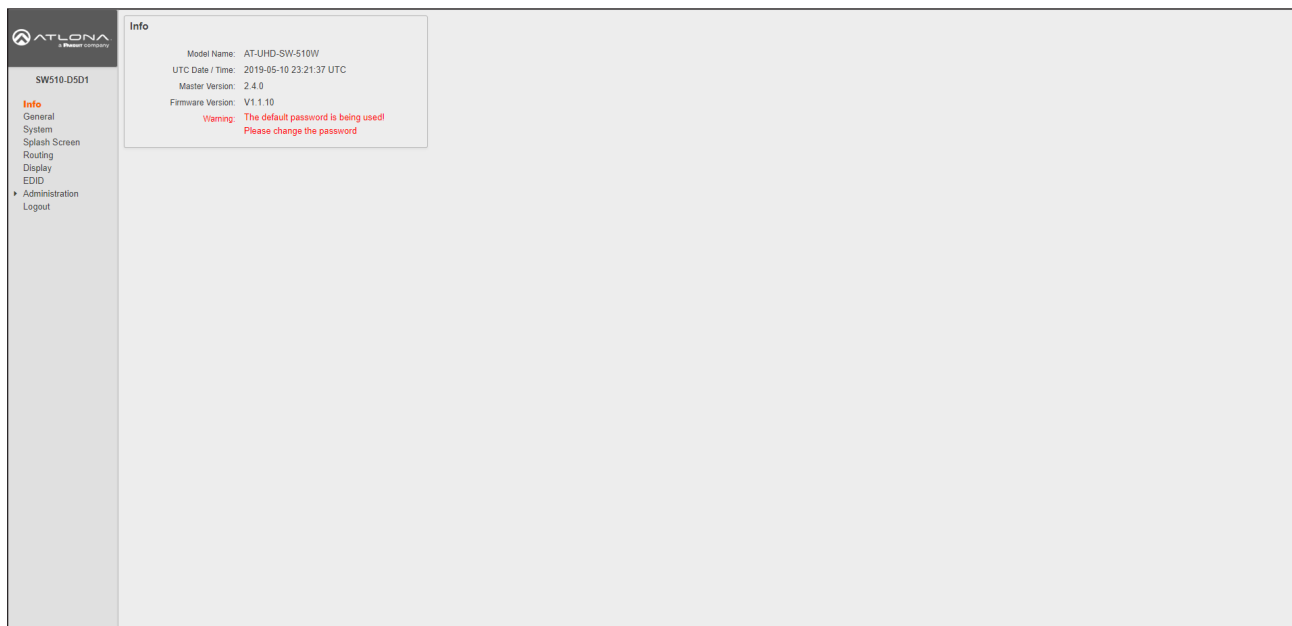 ATLONA
a PANDUIT company
SW510-D5D1
Info
General
System
Splash Screen
Routing
Display
EDID
Administration
Logout
Info
Model Name: AT-UHD-SW-510W
UTC Date / Time: 2019-05-10 23:21:37 UTC
Master Version: 2.4.0
Firmware Version: V1.1.10
Warning: The default password is being used!
Please change the password